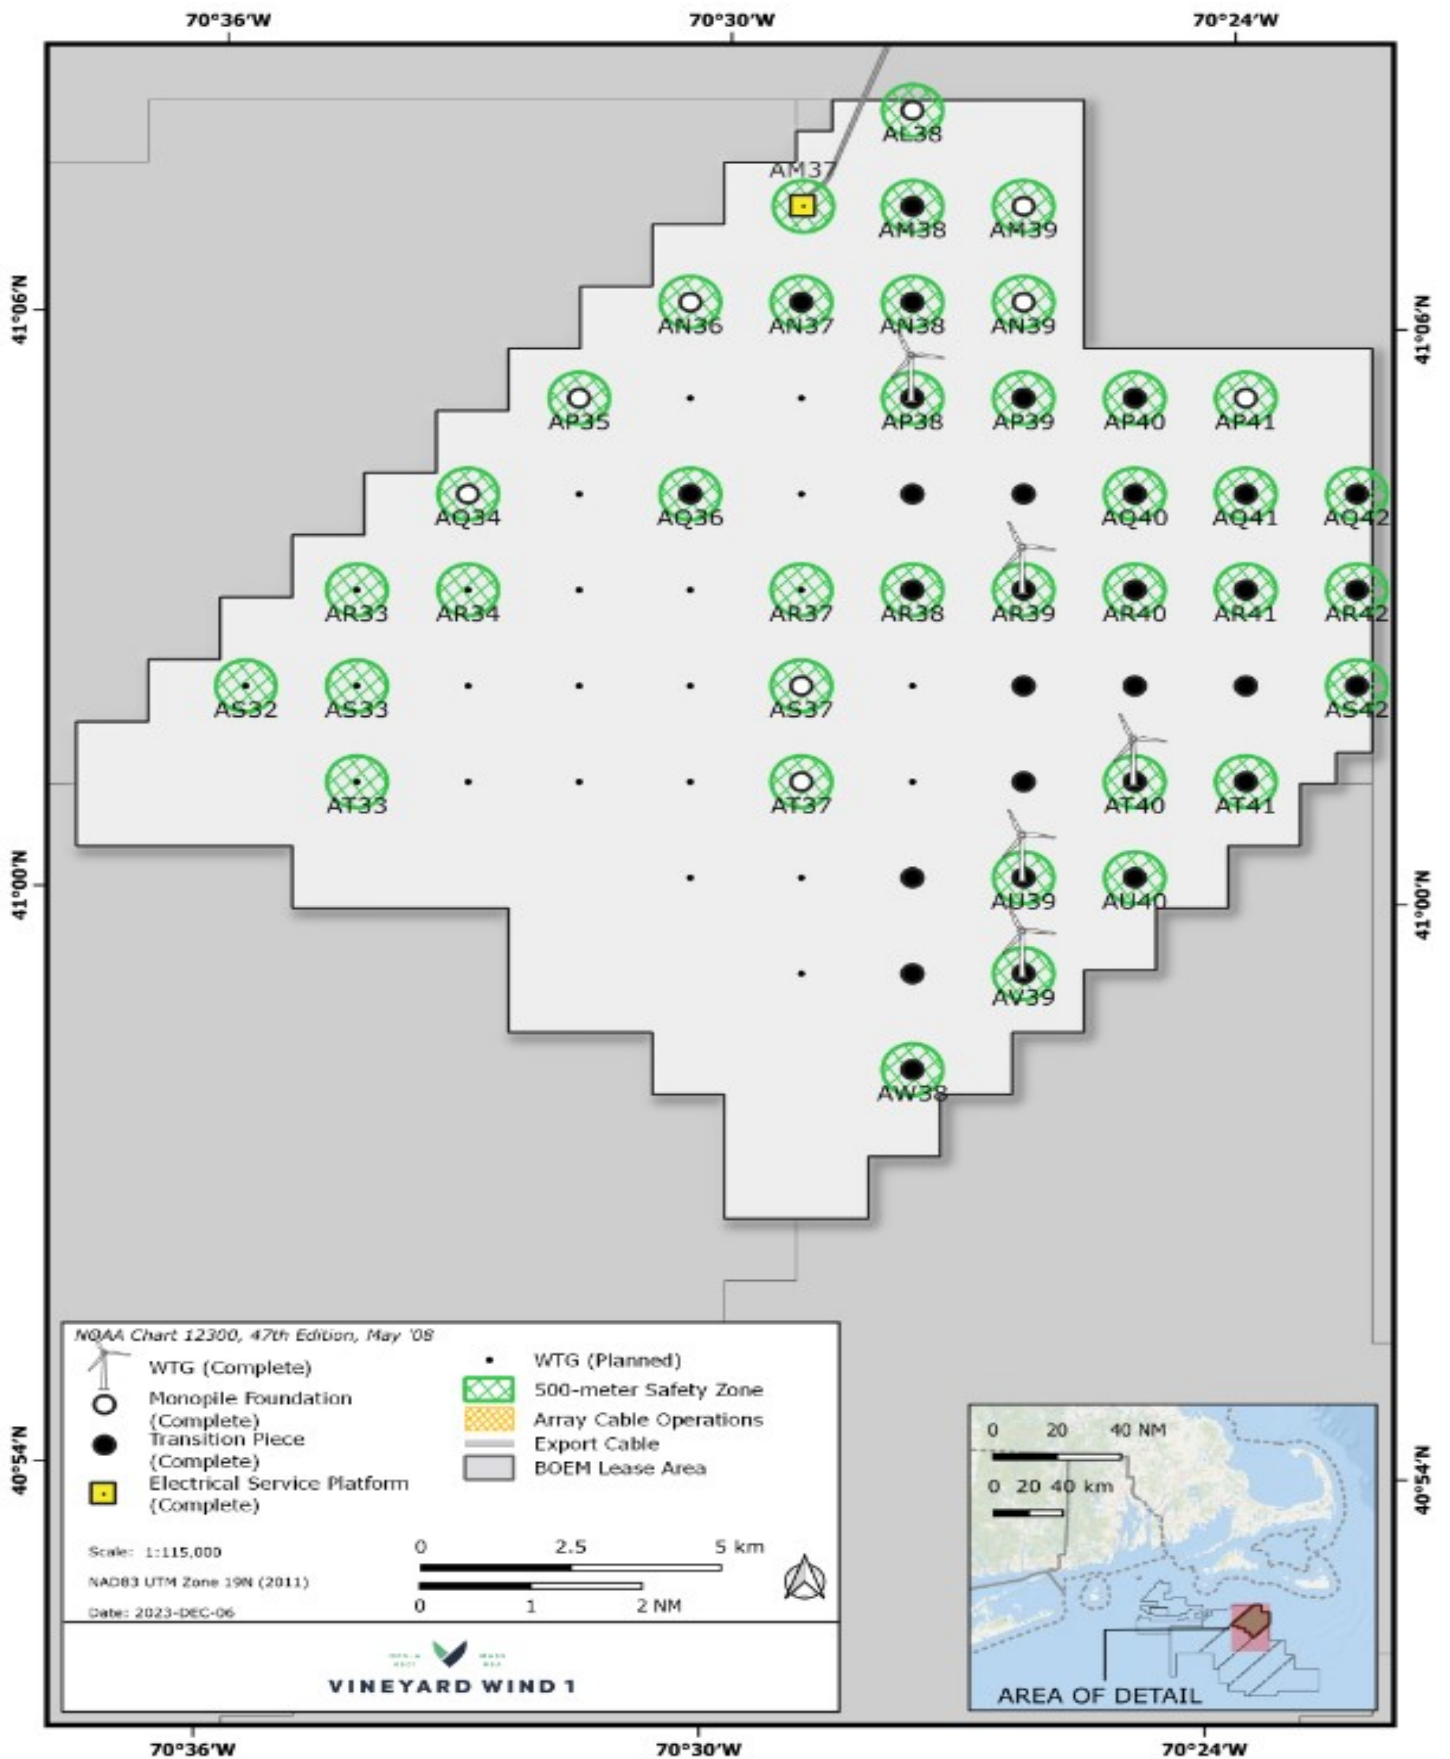 70°36'W 70°30'W 70°24'W
AL38
AM37
AM38 AM39
41°06'N
AN36 AN37 AN38 AN39
41°06'N
AP35 AP38 AP39 AP40 AP41
AQ34 AQ36 AQ40 AQ41 AQ42
AR33 AR34 AR37 AR38 AR39 AR40 AR41 AR42
AS32 AS33 AS37 AS42
AT33 AT37 AT40 AT41
41°00'N
AU39 AU40
41°00'N
AV39
AW38
NOAA Chart 12300, 47th Edition, May '08
WTG (Complete)
Monopile Foundation
(Complete)
Transition Piece
(Complete)
Electrical Service Platform
(Complete)
WTG (Planned)
500-meter Safety Zone
Array Cable Operations
Export Cable
BOEM Lease Area
40°54'N
40°54'N
Scale: 1:115,000
NAD83 UTM Zone 19N (2011)
Date: 2023-DEC-06
0 2.5 5 km
0 1 2 NM
VINEYARD WIND 1
0 20 40 NM
0 20 40 km
AREA OF DETAIL
70°36'W 70°30'W 70°24'W